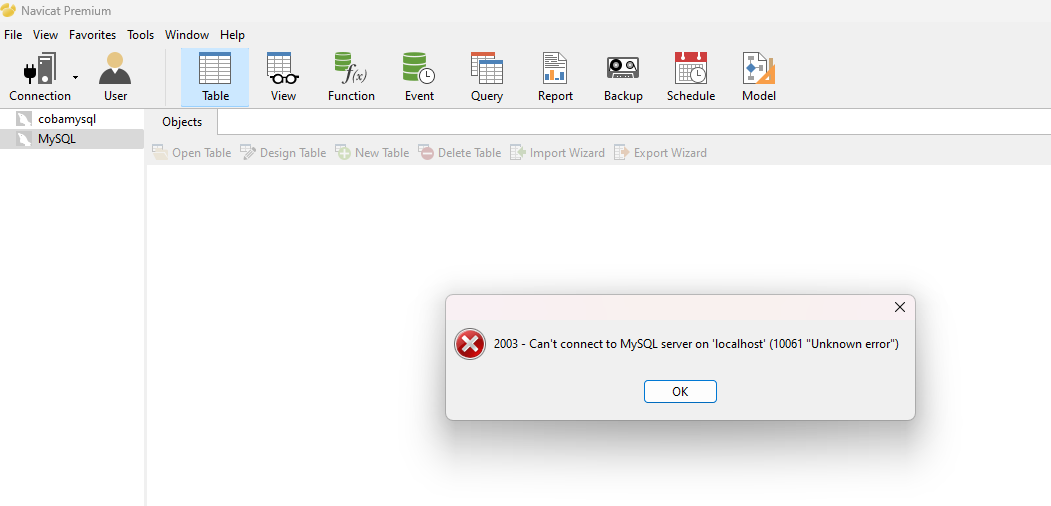 Navicat Premium
File View Favorites Tools Window Help
Connection User Table View Function Event Query Report Backup Schedule Model
f(x)
cobamysql
MySQL
Objects
Open Table Design Table New Table Delete Table Import Wizard Export Wizard
2003 - Can't connect to MySQL server on 'localhost' (10061 "Unknown error")
OK